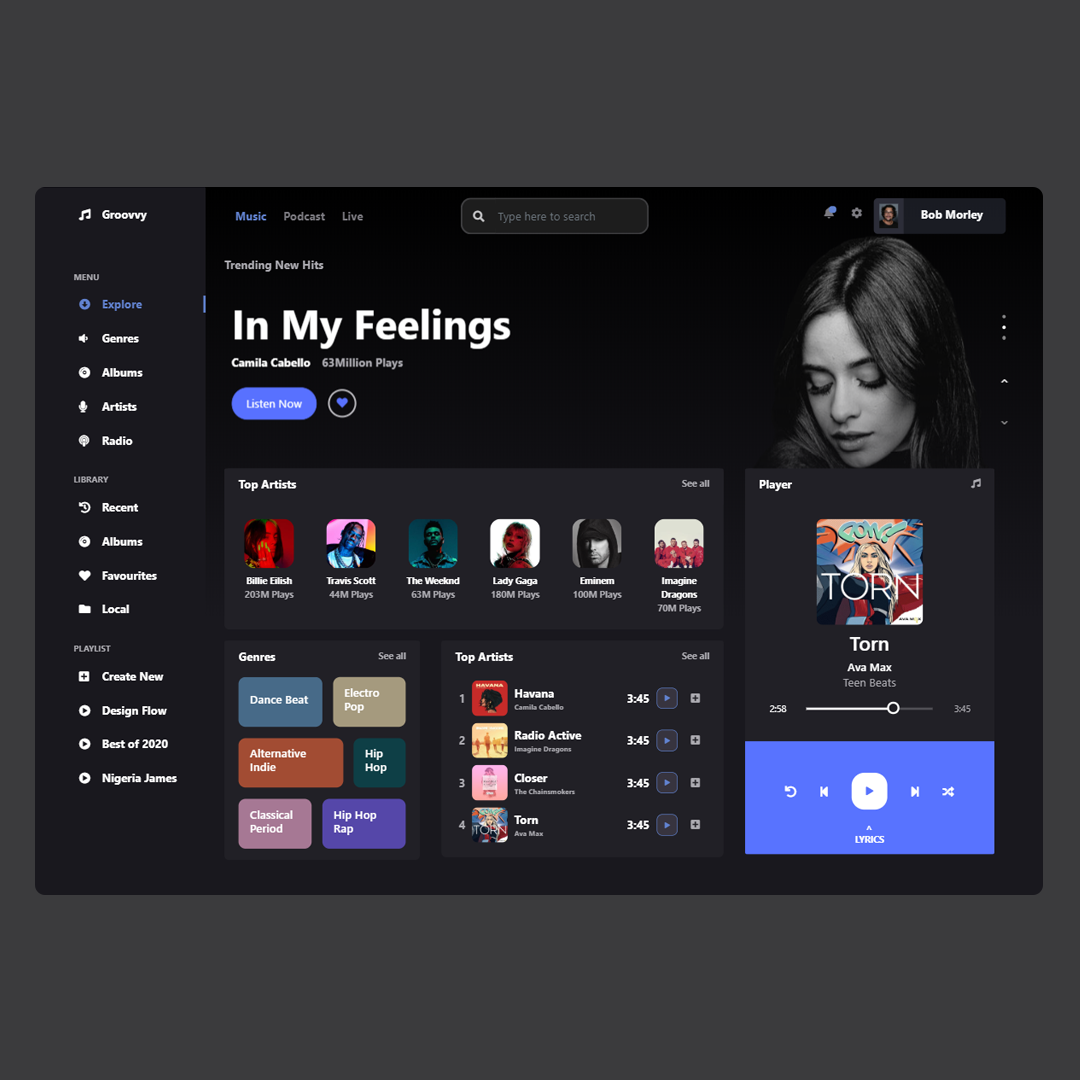 Groovvy
MENU
Explore
Genres
Albums
Artists
Radio
LIBRARY
Recent
Albums
Favourites
Local
PLAYLIST
Create New
Design Flow
Best of 2020
Nigeria James
Music Podcast Live
Type here to search
Bob Morley
Trending New Hits
In My Feelings
Camila Cabello 63Million Plays
Listen Now
Top Artists See all
Billie Eilish
203M Plays
Travis Scott
44M Plays
The Weeknd
63M Plays
Lady Gaga
180M Plays
Eminem
100M Plays
Imagine
Dragons
70M Plays
Genres See all
Dance Beat
Electro
Pop
Alternative
Indie
Hip
Hop
Classical
Period
Hip Hop
Rap
Top Artists See all
1 HAVANA Havana 3:45
Camila Cabello
2 Radio Active 3:45
Imagine Dragons
3 Closer 3:45
The Chainsmokers
4 TORN Torn 3:45
Ava Max
Player
TORN
AVA MAX
Torn
Ava Max
Teen Beats
2:58 3:45
LYRICS